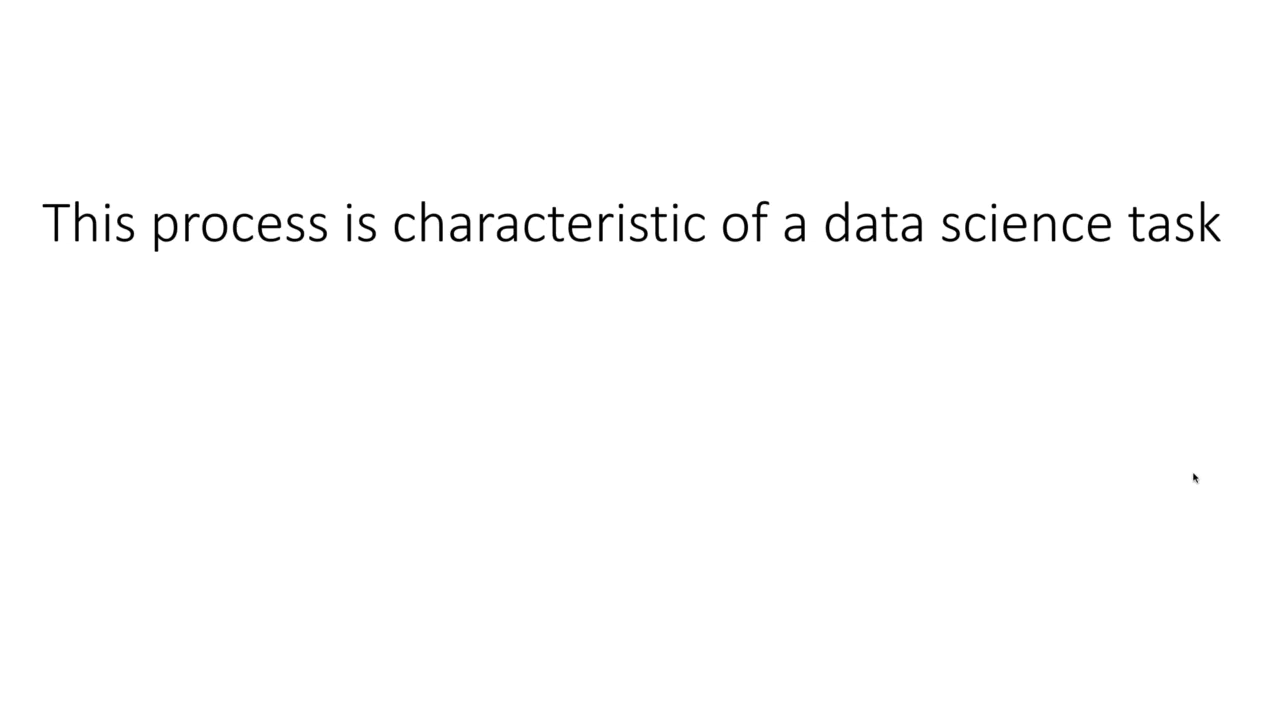 This process is characteristic of a data science task